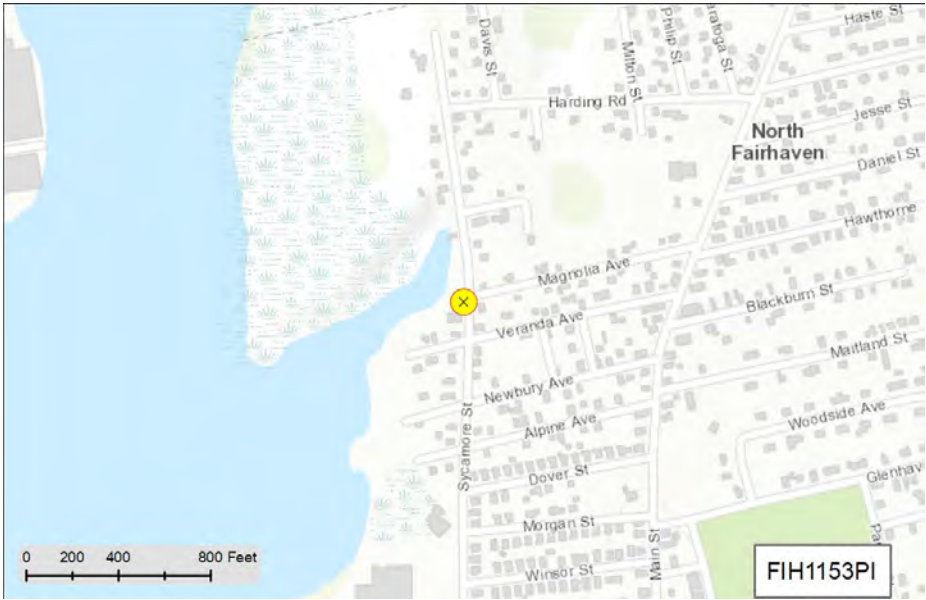 Davis St
Milton St
Philip St
aratoga St
Haste St
Harding Rd
Jesse St
North
Fairhaven
Daniel St
Hawthorne
Magnolia Ave
Blackburn St
Veranda Ave
Maitland St
Newbury Ave
Woodside Ave
Alpine Ave
Sycamore St
Dover St
Glenhav
Morgan St
Main St
Pa
Winsor St
0 200 400 800 Feet
FIH1153PI